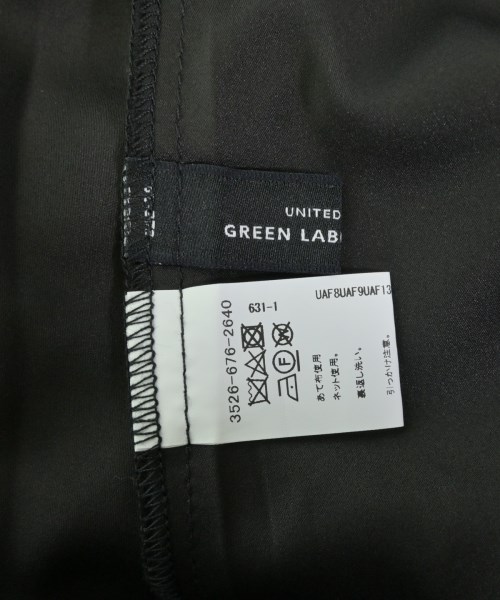 UNITED
GREEN LAB
3526-676-2640
631-1
UAF8UAF9UAF13
F
あて布使用
ネット使用。
裏返し洗い。
引っかけ注意。